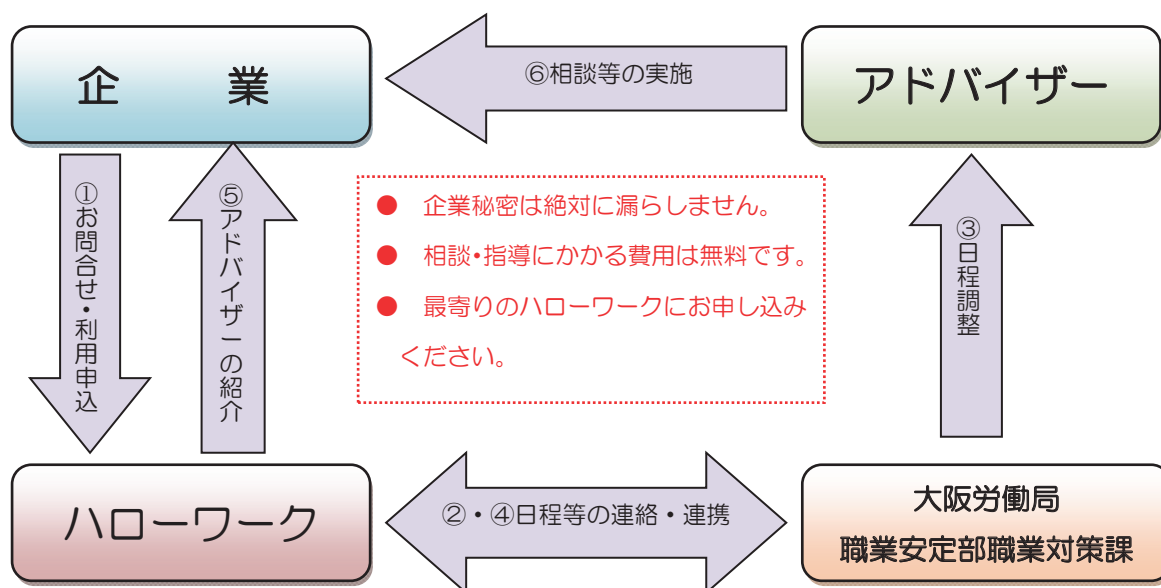 企　業
⑥相談等の実施
アドバイザー
①お問合せ・利用申込
⑤アドバイザーの紹介
● 企業秘密は絶対に漏らしません。
● 相談・指導にかかる費用は無料です。
● 最寄りのハローワークにお申し込み
ください。
③日程調整
ハローワーク
②・④日程等の連絡・連携
大阪労働局
職業安定部職業対策課